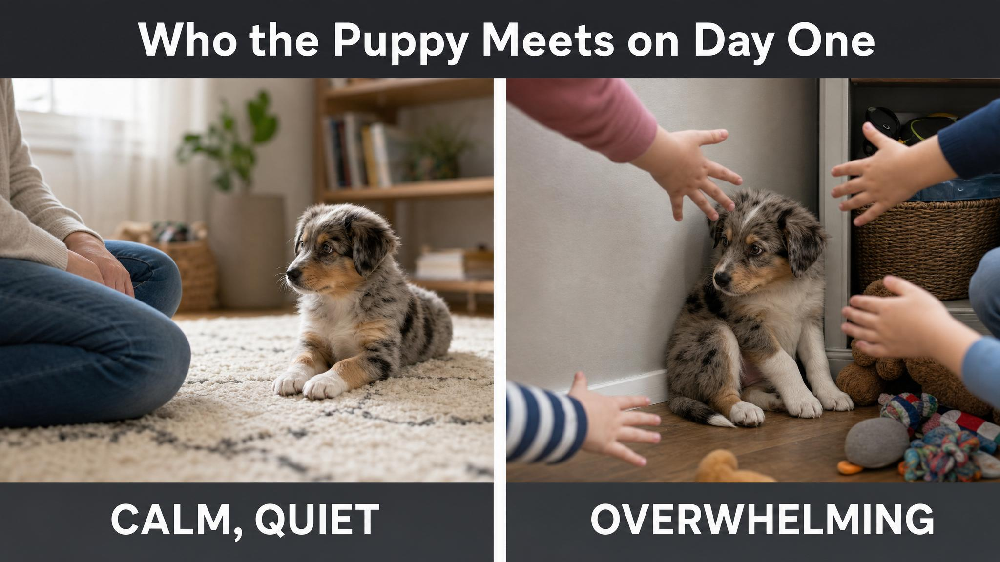 Who the Puppy Meets on Day One
CALM, QUIET
OVERWHELMING